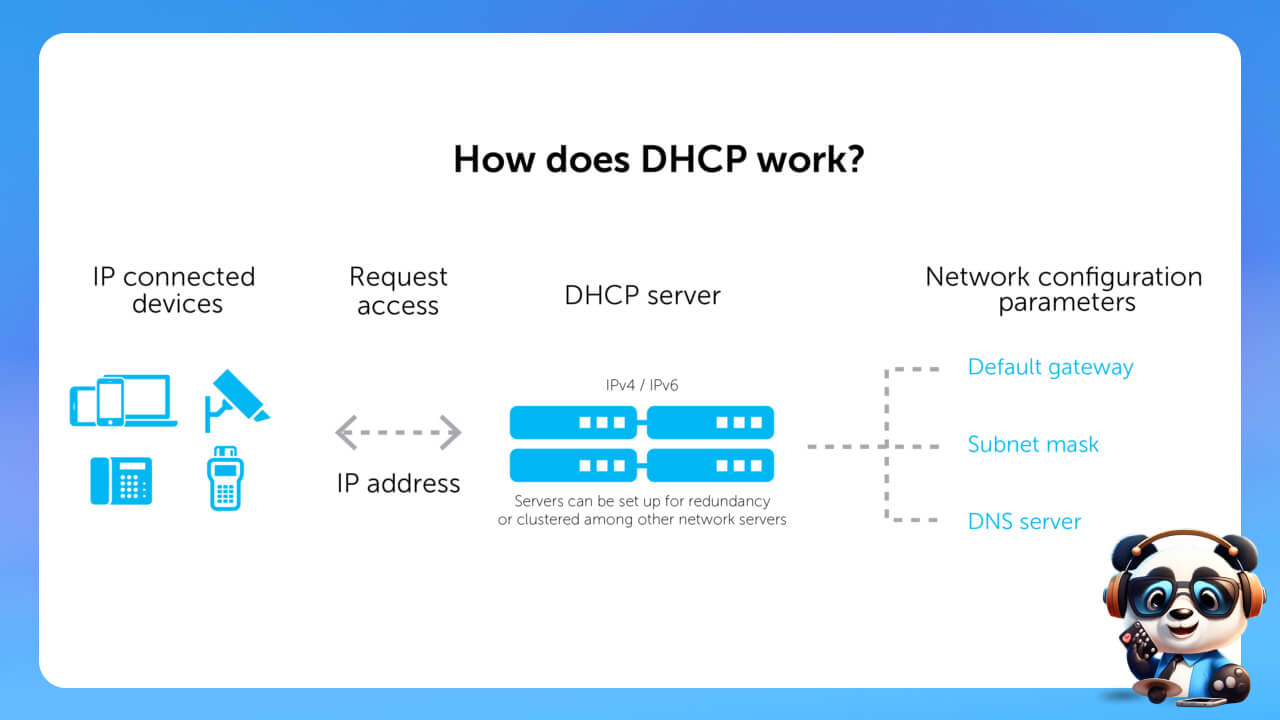 How does DHCP work?
IP connected
devices
Request
access
DHCP server
Network configuration
parameters
IPv4 / IPv6
IP address
Servers can be set up for redundancy
or clustered among other network servers
Default gateway
Subnet mask
DNS server